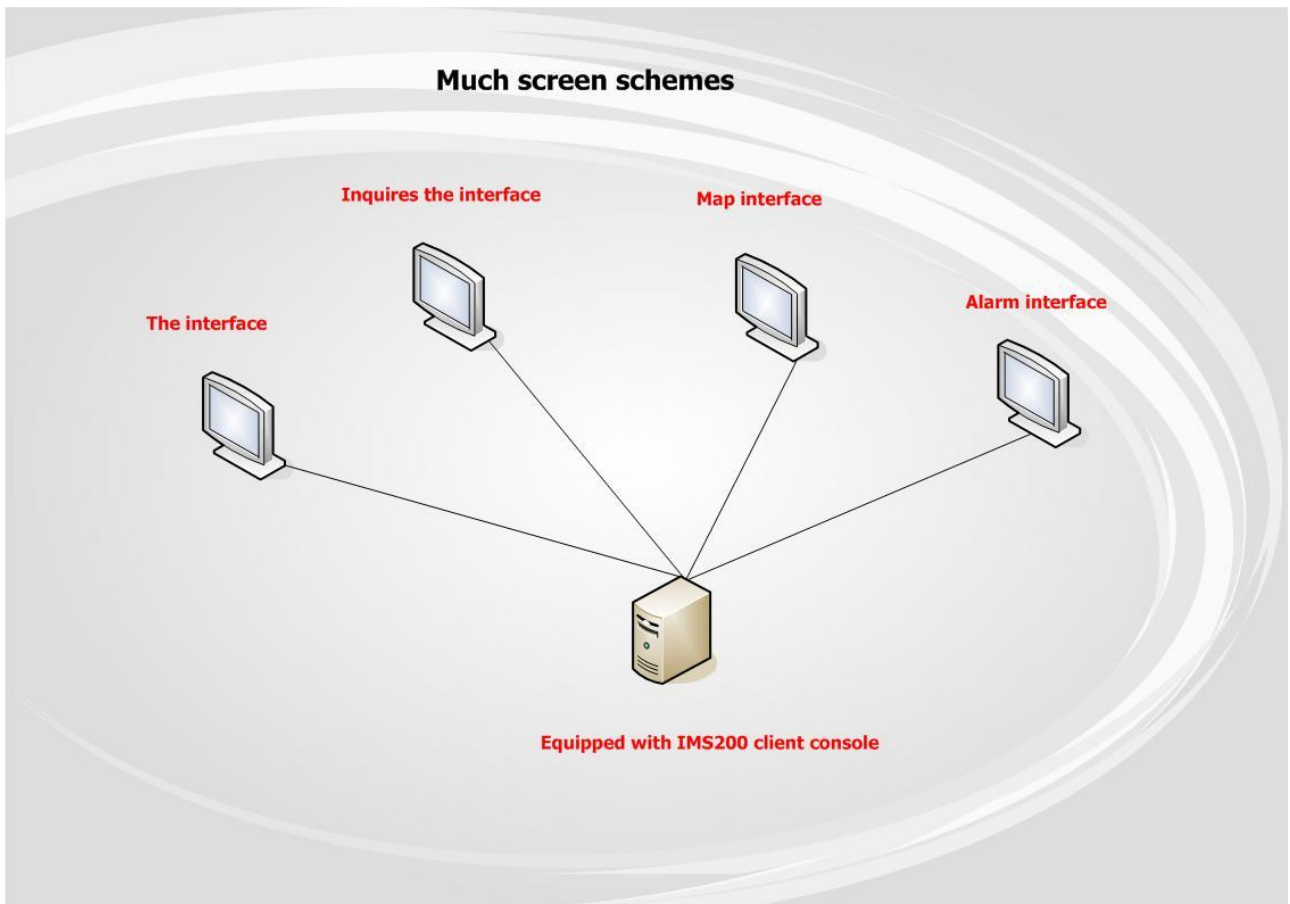 Much screen schemes
Inquires the interface
Map interface
Alarm interface
The interface
Equipped with IMS200 client console